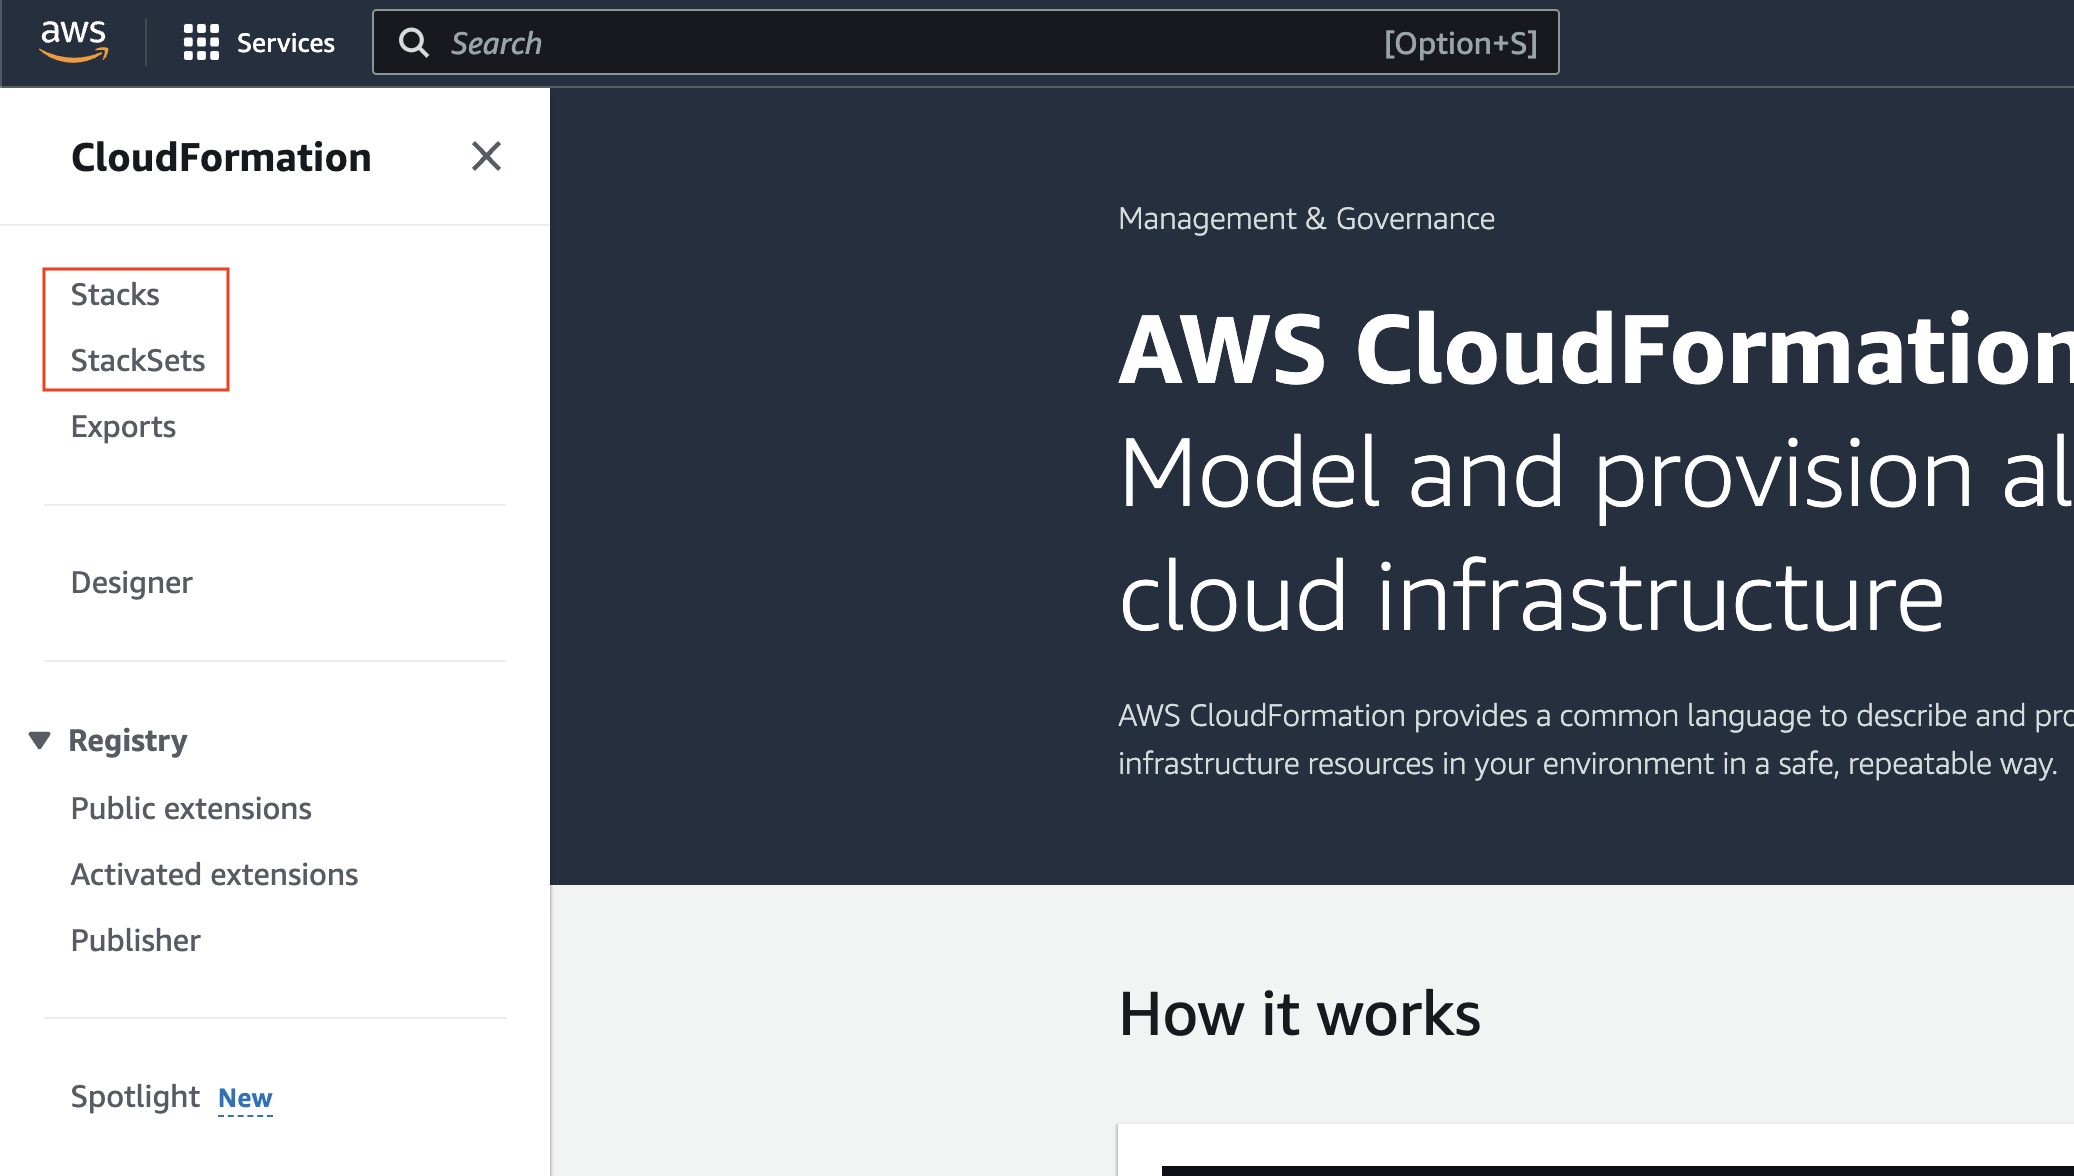 aws
Services
Search
[Option+S]
CloudFormation
Stacks
StackSets
Exports
Designer
Registry
Public extensions
Activated extensions
Publisher
Spotlight New
Management & Governance
AWS CloudFormation
Model and provision al
cloud infrastructure
AWS CloudFormation provides a common language to describe and pro
infrastructure resources in your environment in a safe, repeatable way.
How it works